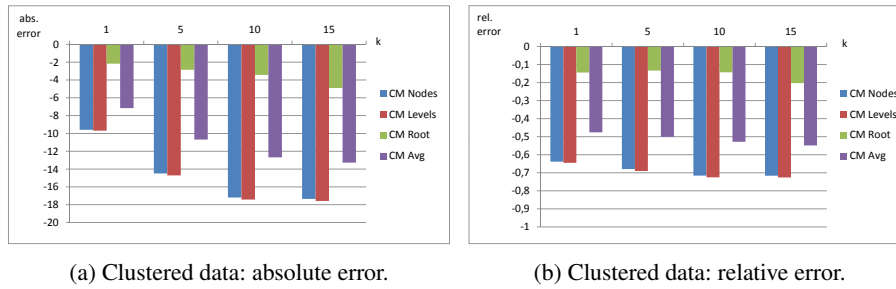 abs.
error
1 5 10 15
k
0
-2
-4
-6
-8
-10
-12
-14
-16
-18
-20
CM Nodes
CM Levels
CM Root
CM Avg
(a) Clustered data: absolute error.
rel.
error
1 5 10 15
k
0
-0,1
-0,2
-0,3
-0,4
-0,5
-0,6
-0,7
-0,8
-0,9
-1
CM Nodes
CM Levels
CM Root
CM Avg
(b) Clustered data: relative error.